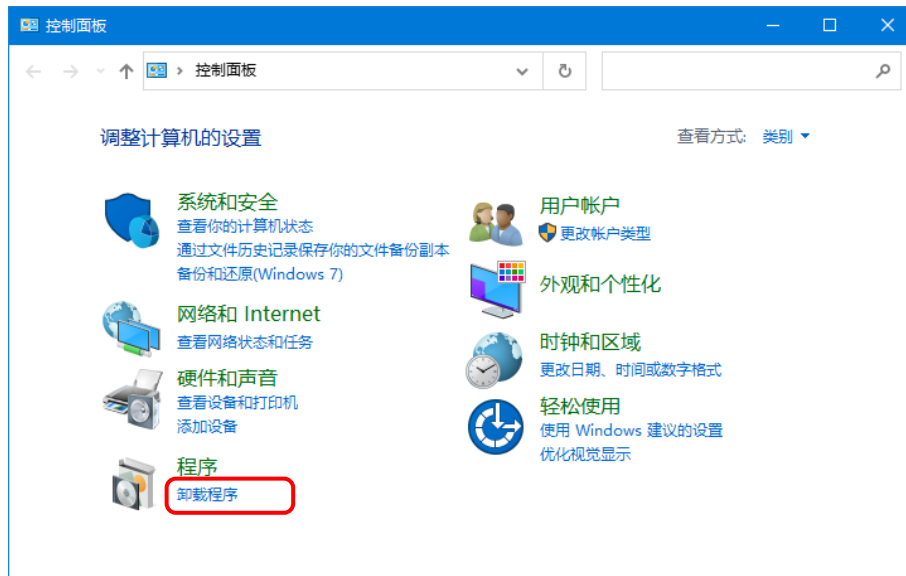 控制面板
控制面板
调整计算机的设置
查看方式: 类别
系统和安全
查看你的计算机状态
通过文件历史记录保存你的文件备份副本
备份和还原(Windows 7)
网络和 Internet
查看网络状态和任务
硬件和声音
查看设备和打印机
添加设备
程序
卸载程序
用户帐户
更改帐户类型
外观和个性化
时钟和区域
更改日期、时间或数字格式
轻松使用
使用 Windows 建议的设置
优化视觉显示